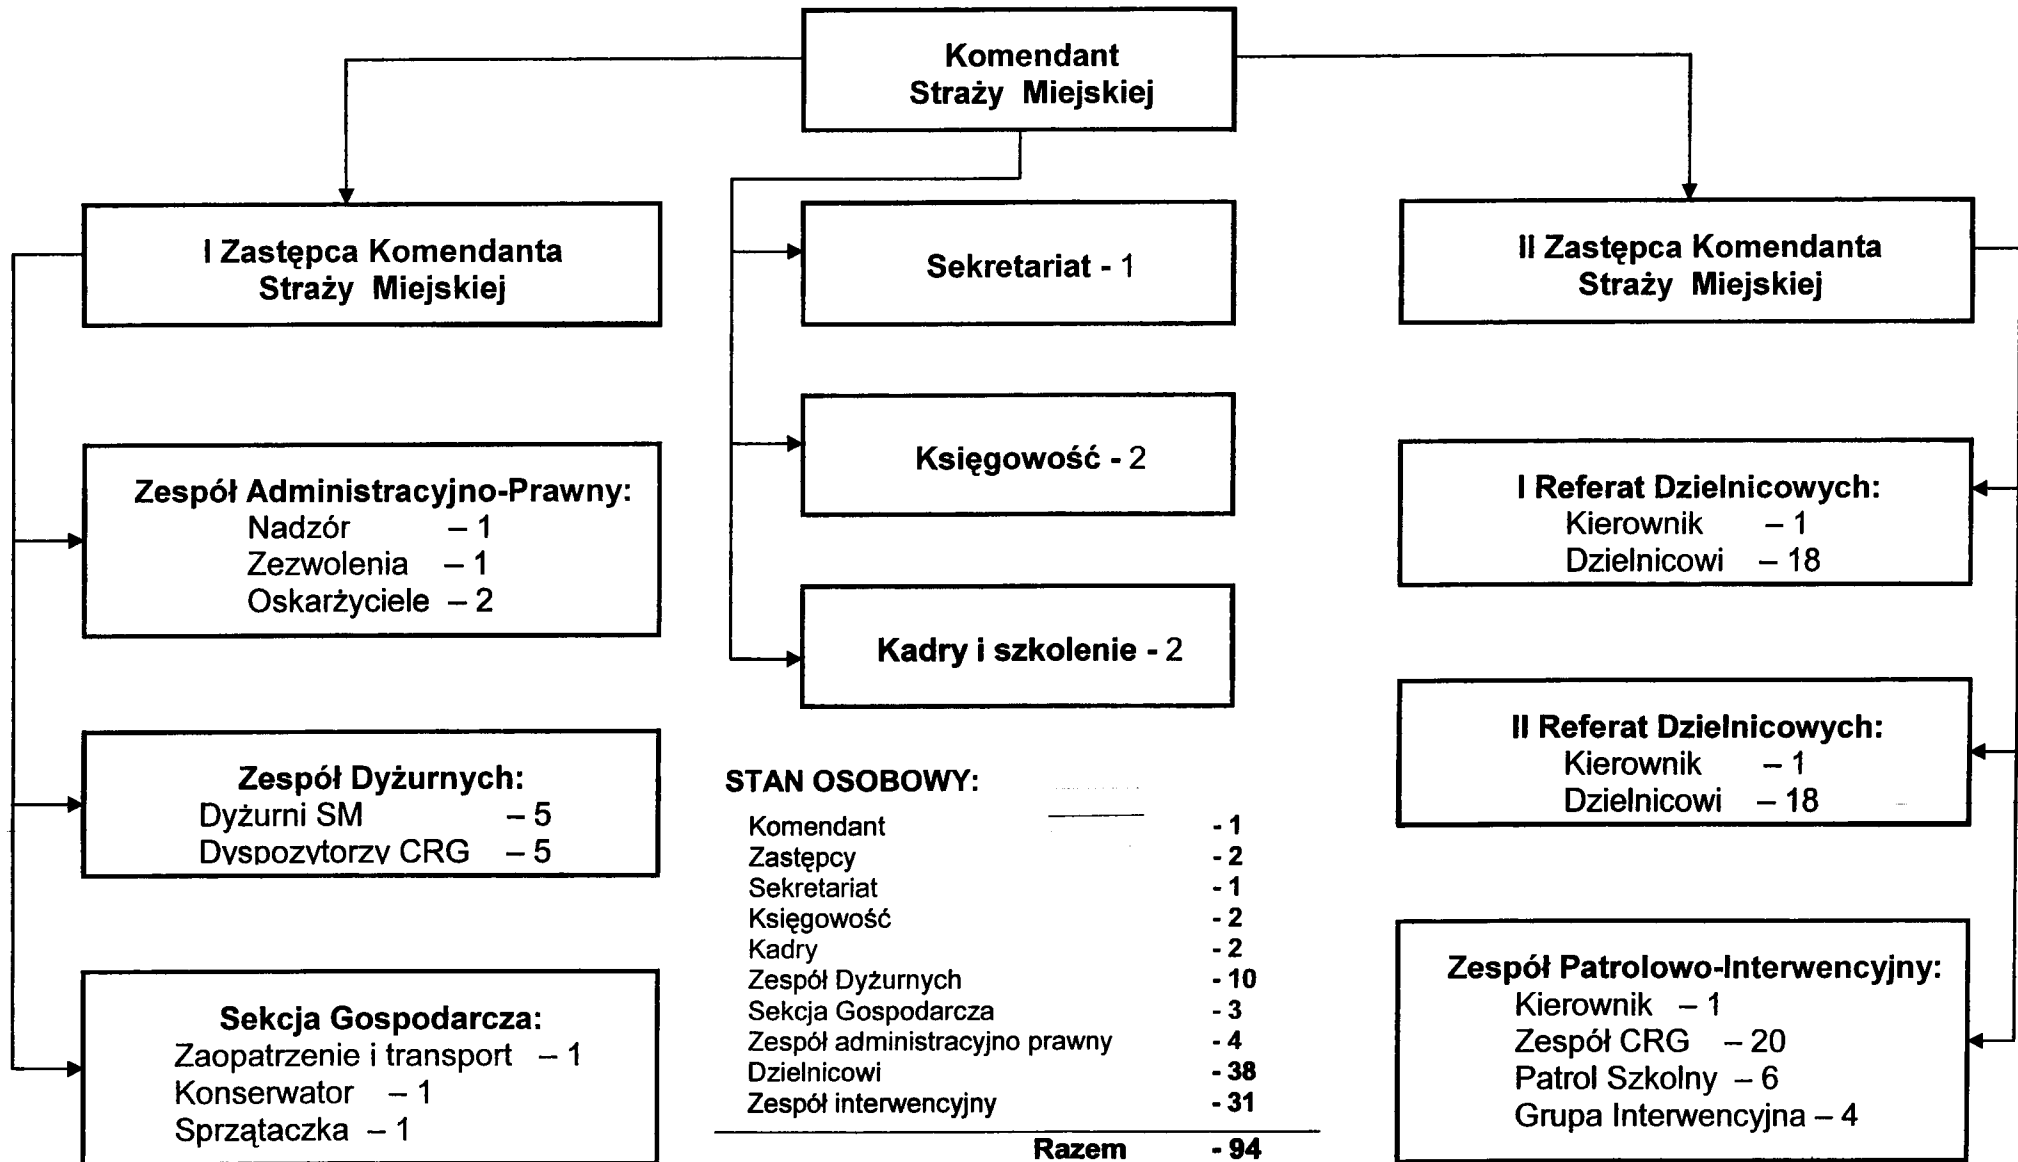 Komendant
Straży Miejskiej
I Zastępca Komendanta
Straży Miejskiej
Zespół Administracyjno-Prawny:
Nadzór – 1
Zezwolenia – 1
Oskarżyciele – 2
Zespół Dyżurnych:
Dyżurni SM – 5
Dyspozytorzy CRG – 5
Sekcja Gospodarcza:
Zaopatrzenie i transport – 1
Konserwator – 1
Sprzątaczka – 1
Sekretariat - 1
Księgowość - 2
Kadry i szkolenie - 2
STAN OSOBOWY:
Komendant - 1
Zastępcy - 2
Sekretariat - 1
Księgowość - 2
Kadry - 2
Zespół Dyżurnych - 10
Sekcja Gospodarcza - 3
Zespół administracyjno prawny - 4
Dzielnicowi - 38
Zespół interwencyjny - 31
Razem - 94
II Zastępca Komendanta
Straży Miejskiej
I Referat Dzielnicowych:
Kierownik – 1
Dzielnicowi – 18
II Referat Dzielnicowych:
Kierownik – 1
Dzielnicowi – 18
Zespół Patrolowo-Interwencyjny:
Kierownik – 1
Zespół CRG – 20
Patrol Szkolny – 6
Grupa Interwencyjna – 4